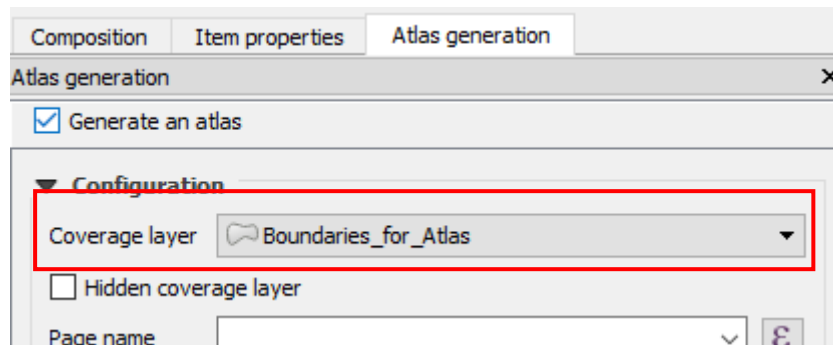 Composition Item properties Atlas generation
Atlas generation
Generate an atlas
Configuration
Coverage layer Boundaries_for_Atlas
Hidden coverage layer
Page name ε